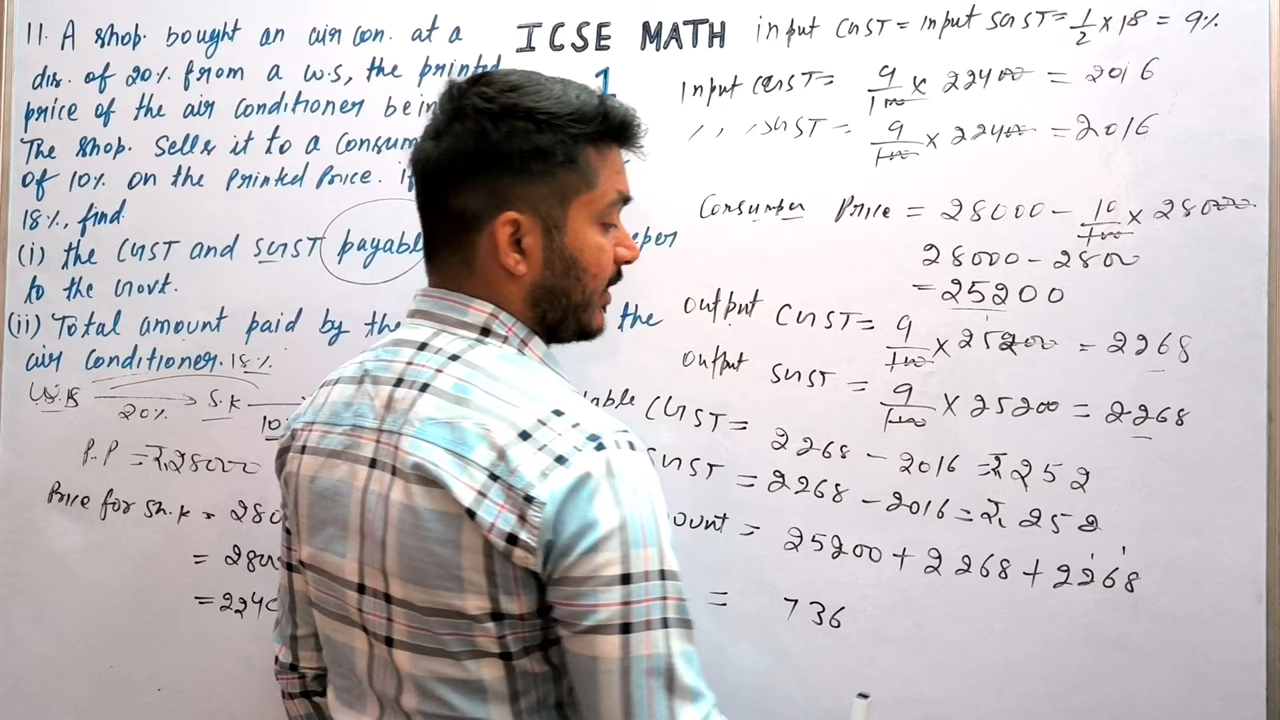 11. A shop. bought an air con. at a
dis. of 20% from a w.s, the printed
price of the air conditioner bein
The shop. Sells it to a Consum
of 10% on the Printed Price. if
18%, find
(i) the CGST and SGST payabl eeper
to the Govt.
(ii) Total amount paid by the the
air conditioner. 18%
W.S 20% S.K 10
P.P = ₹28000
Price for Sh.k = 280
= 280
= 2240
ICSE MATH
1
input CGST = input SGST = 1/2 × 18 = 9%
Input CGST = 9/100 × 22400 = 2016
,, ,, SGST = 9/100 × 22400 = 2016
Consumber Price = 28000 - 10/100 × 28000
28000 - 2800
= 25200
output CGST = 9/100 × 25200 = 2268
output SGST = 9/100 × 25200 = 2268
able CGST = 2268 - 2016 = ₹252
SGST = 2268 - 2016 = ₹252
ount = 25200 + 2268 + 2268
= 736